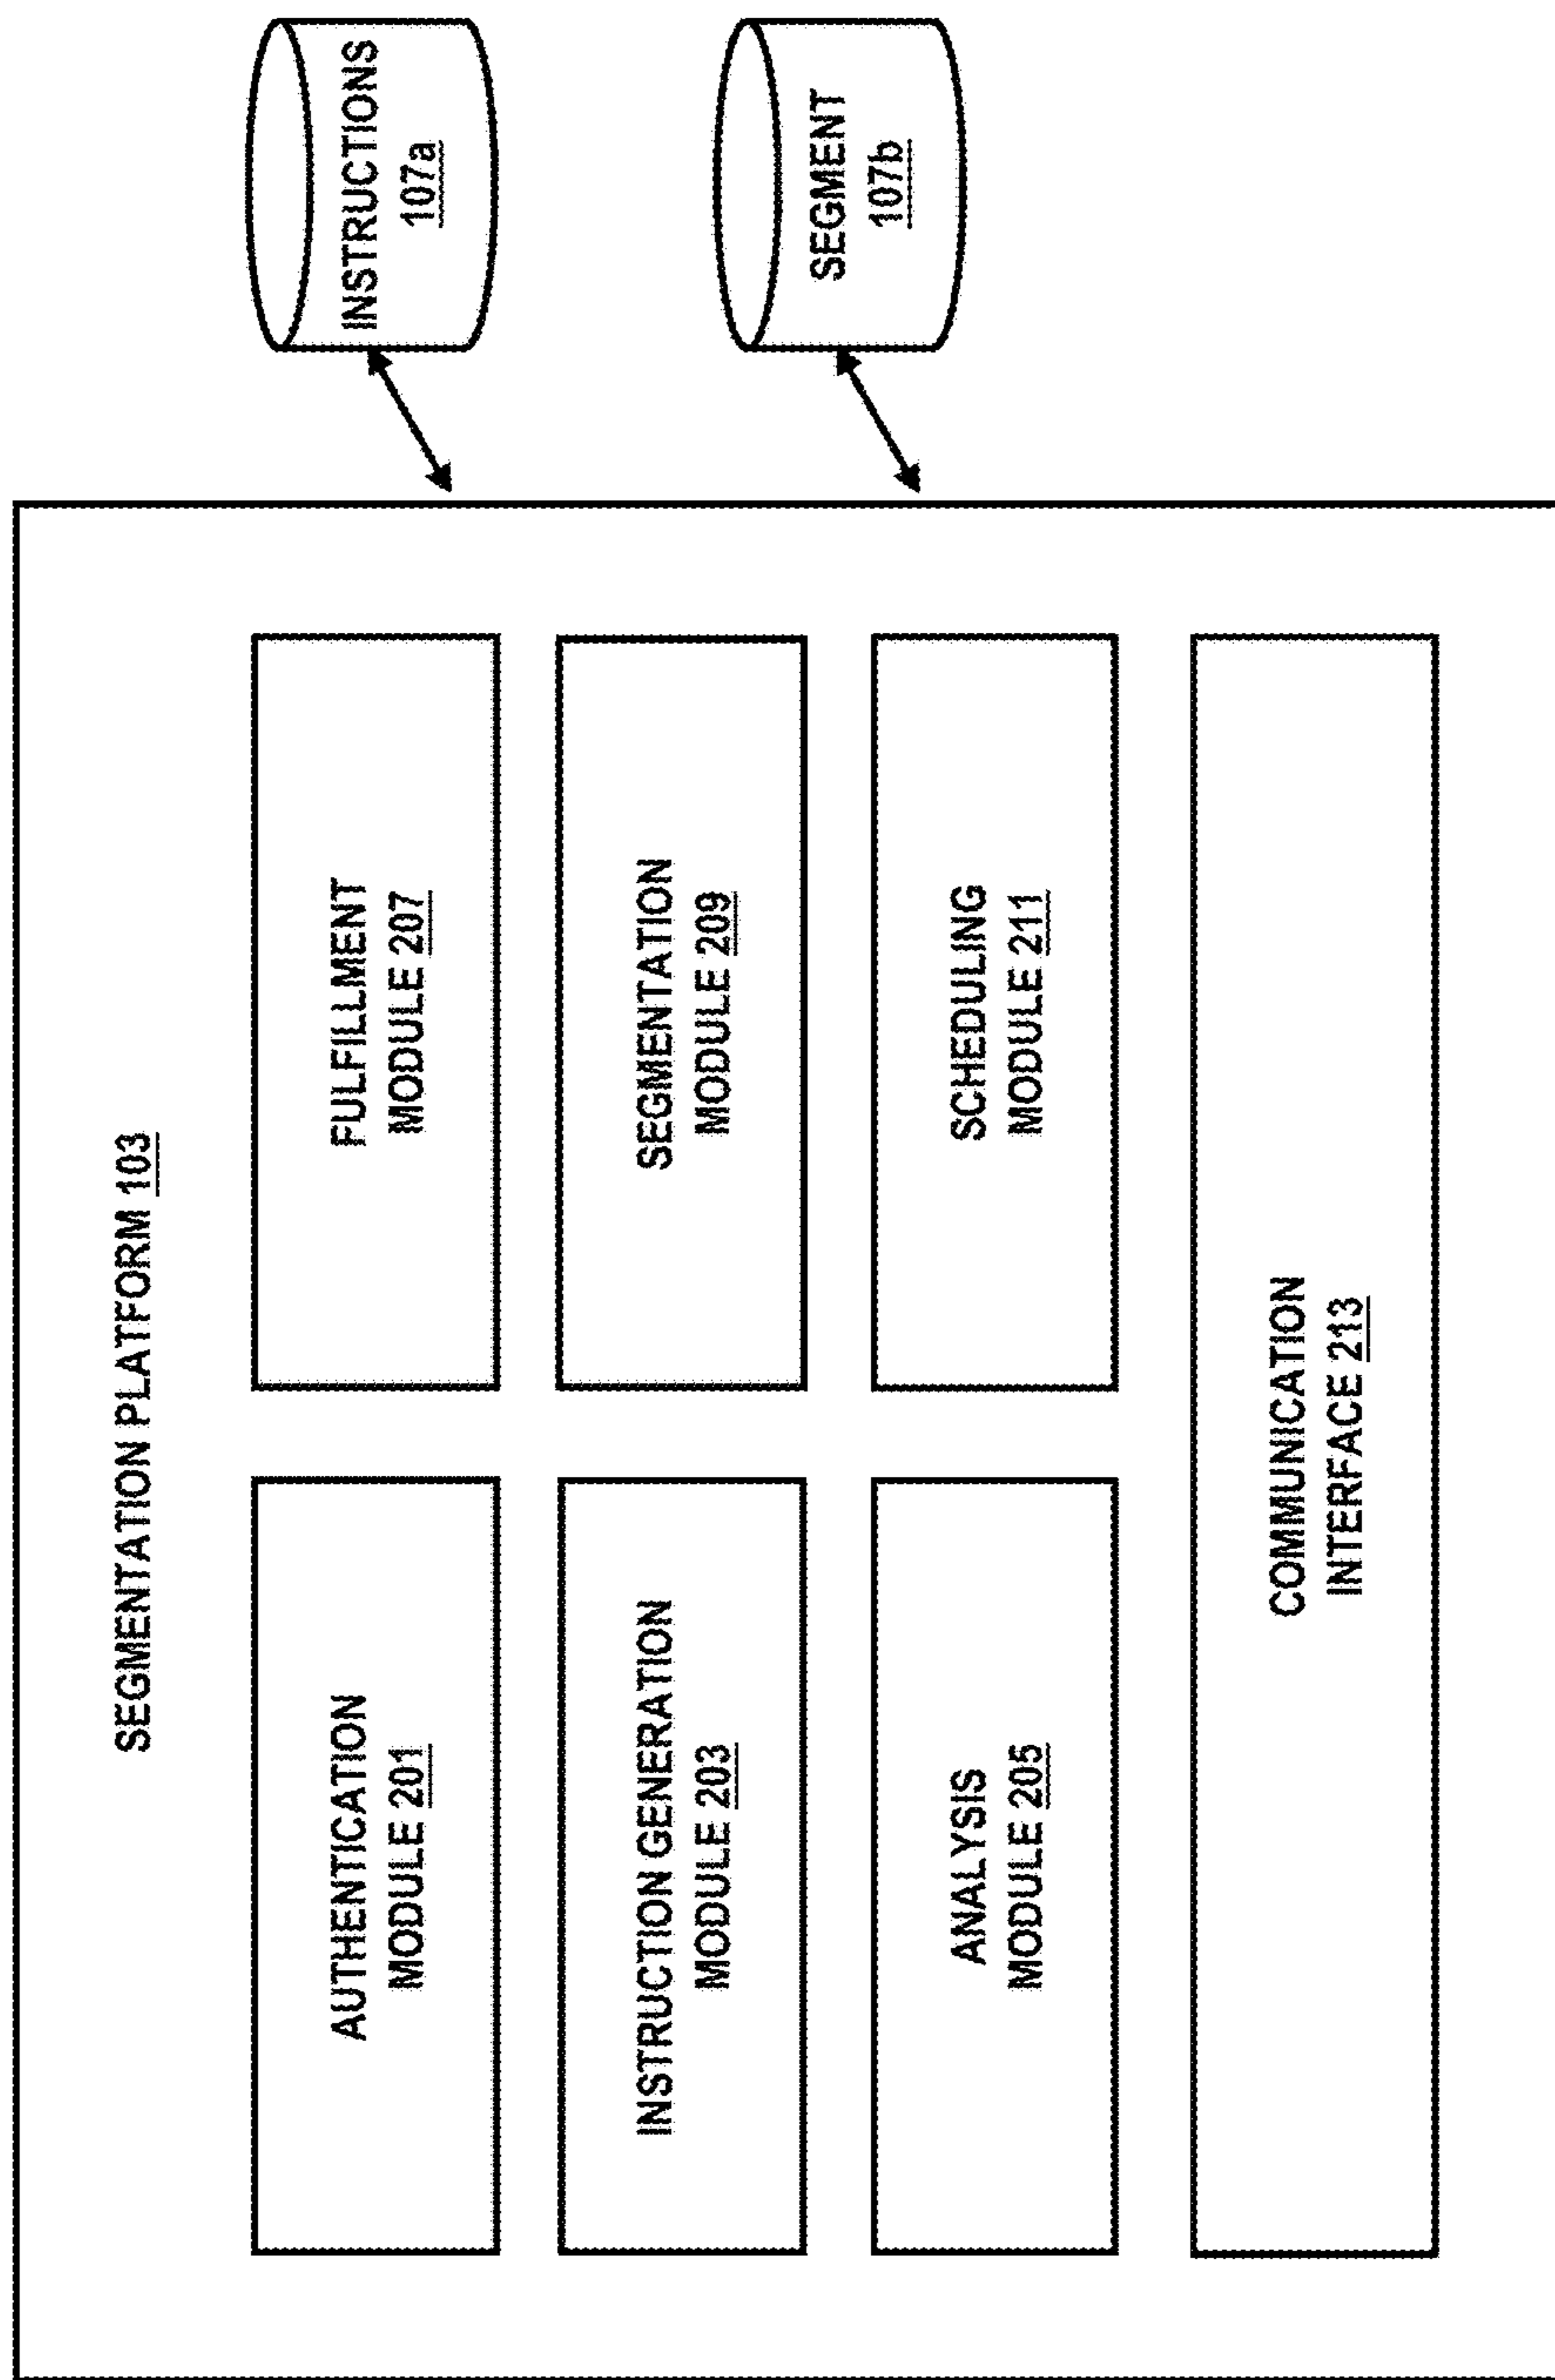 SEGMENTATION PLATFORM 103
AUTHENTICATION
MODULE 201
FULFILLMENT
MODULE 207
INSTRUCTION GENERATION
MODULE 203
SEGMENTATION
MODULE 209
ANALYSIS
MODULE 205
SCHEDULING
MODULE 211
COMMUNICATION
INTERFACE 213
INSTRUCTIONS
107a
SEGMENT
107b